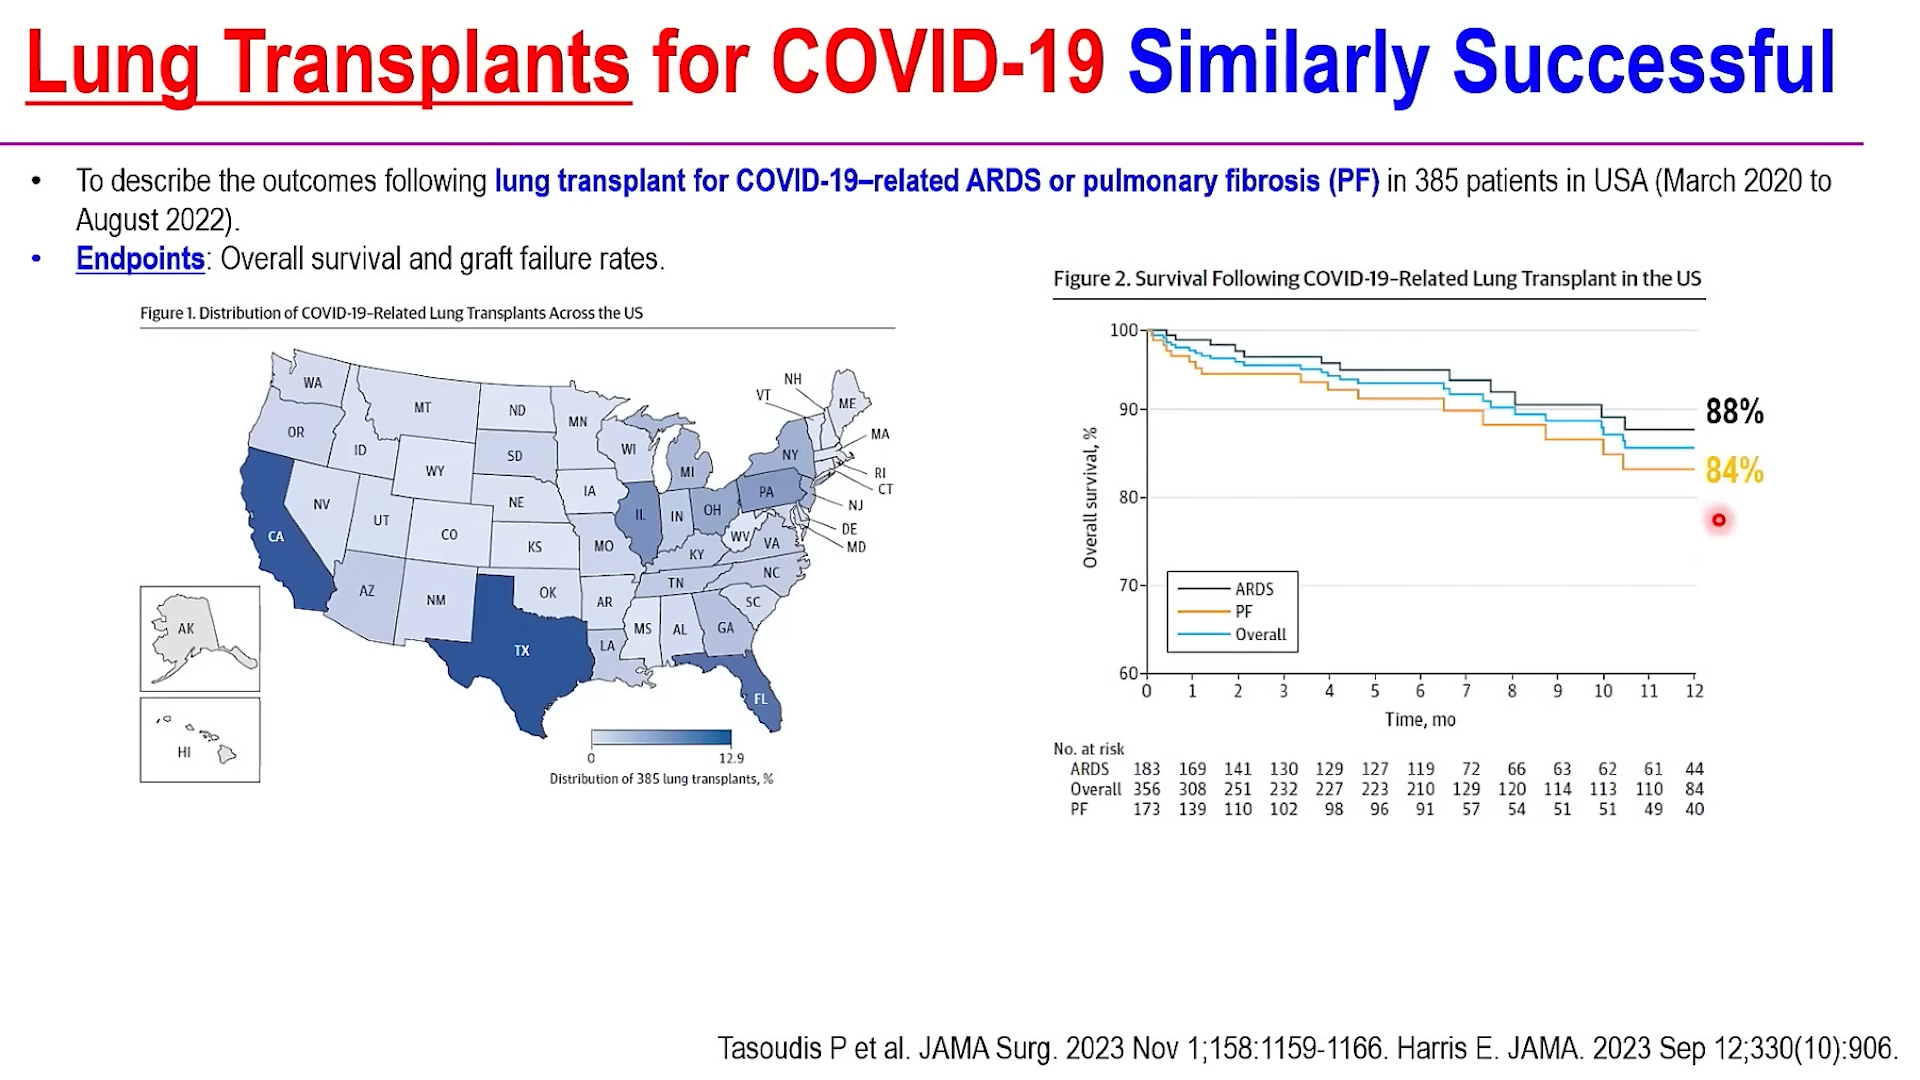 Lung Transplants for COVID-19 Similarly Successful
• To describe the outcomes following lung transplant for COVID-19–related ARDS or pulmonary fibrosis (PF) in 385 patients in USA (March 2020 to
August 2022).
• Endpoints: Overall survival and graft failure rates.
Figure 1. Distribution of COVID-19–Related Lung Transplants Across the US
WA
MT
ND
MN
OR
ID
WY
SD
WI
MI
NY
VT
NH
ME
MA
RI
CT
NJ
DE
MD
PA
NV
UT
CO
NE
IA
IL
IN
OH
WV
VA
CA
KS
MO
KY
NC
TN
AZ
NM
OK
AR
SC
MS
AL
GA
TX
LA
FL
AK
HI
0 12.9
Distribution of 385 lung transplants, %
Figure 2. Survival Following COVID-19–Related Lung Transplant in the US
Overall survival, %
100
90
80
70
60
88%
84%
ARDS
PF
Overall
0 1 2 3 4 5 6 7 8 9 10 11 12
Time, mo
No. at risk
ARDS 183 169 141 130 129 127 119 72 66 63 62 61 44
Overall 356 308 251 232 227 223 210 129 120 114 113 110 84
PF 173 139 110 102 98 96 91 57 54 51 51 49 40
Tasoudis P et al. JAMA Surg. 2023 Nov 1;158:1159-1166. Harris E. JAMA. 2023 Sep 12;330(10):906.